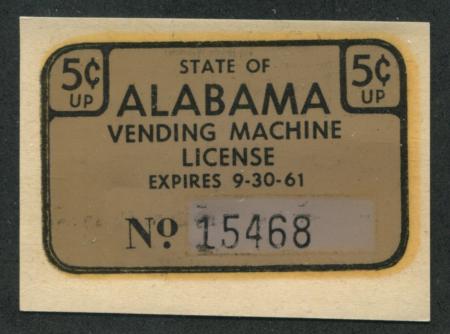 5¢ UP
STATE OF
5¢ UP
ALABAMA
VENDING MACHINE
LICENSE
EXPIRES 9-30-61
No. 15468